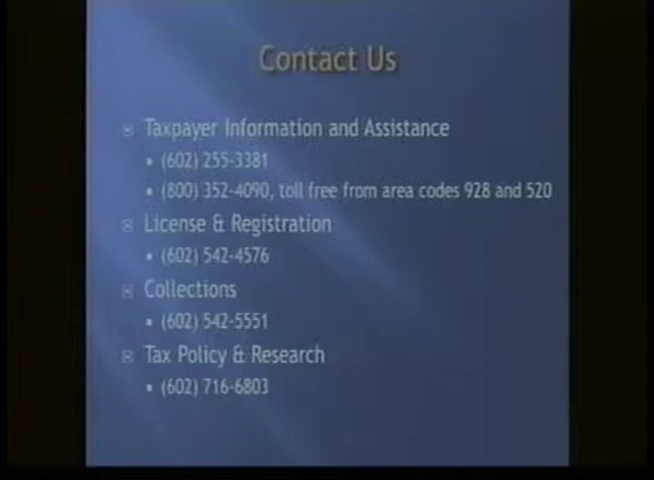 Contact Us
Taxpayer Information and Assistance
(602) 255-3381
(800) 352-4090, toll free from area codes 928 and 520
License & Registration
(602) 542-4576
Collections
(602) 542-5551
Tax Policy & Research
(602) 716-6803